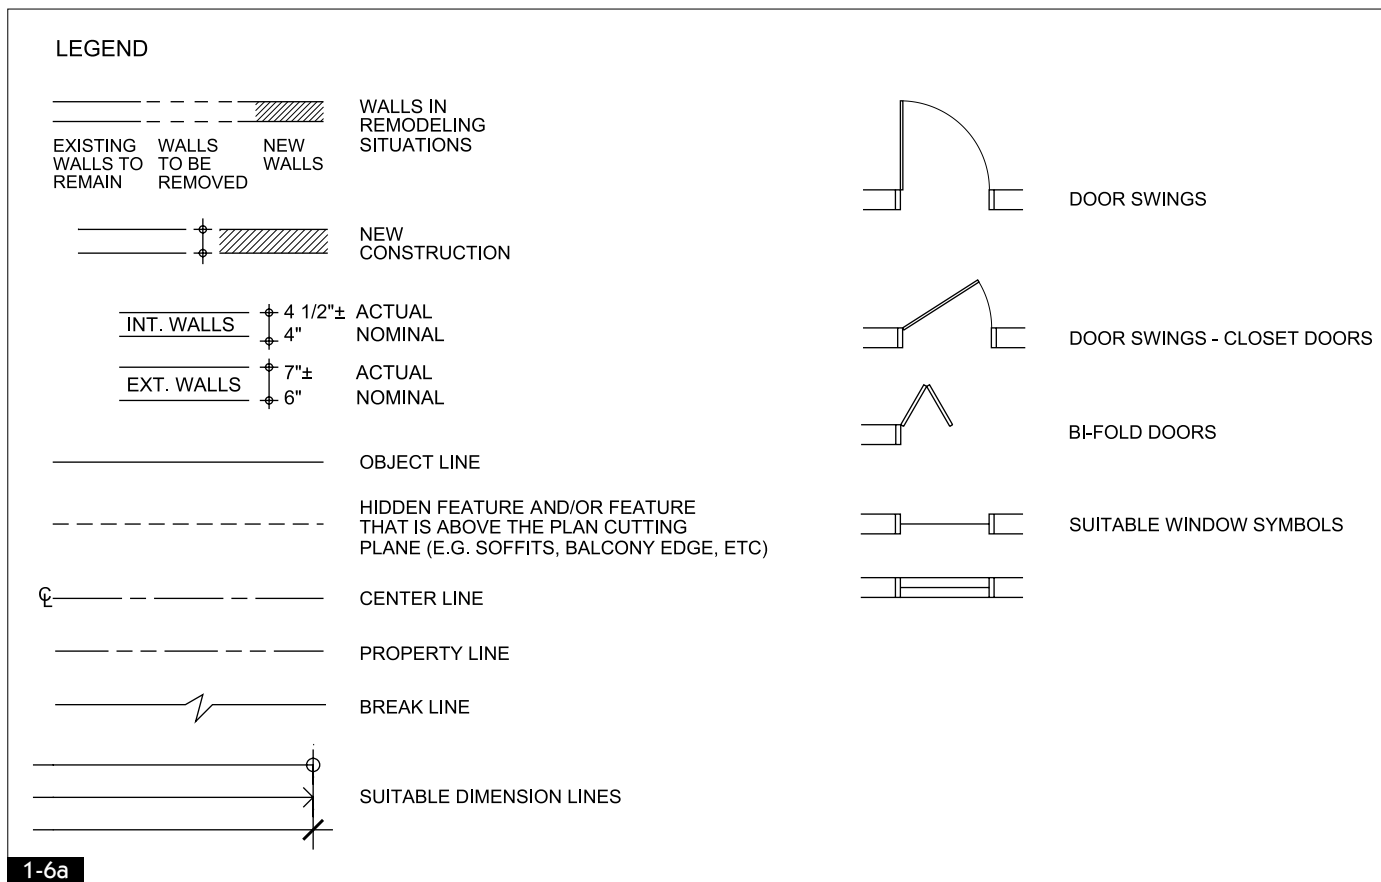 LEGEND
WALLS IN
REMODELING
SITUATIONS
EXISTING
WALLS TO
REMAIN
WALLS
TO BE
REMOVED
NEW
WALLS
NEW
CONSTRUCTION
INT. WALLS
4 1/2"± ACTUAL
4" NOMINAL
EXT. WALLS
7"± ACTUAL
6" NOMINAL
OBJECT LINE
HIDDEN FEATURE AND/OR FEATURE
THAT IS ABOVE THE PLAN CUTTING
PLANE (E.G. SOFFITS, BALCONY EDGE, ETC)
℄
CENTER LINE
PROPERTY LINE
BREAK LINE
SUITABLE DIMENSION LINES
DOOR SWINGS
DOOR SWINGS - CLOSET DOORS
BI-FOLD DOORS
SUITABLE WINDOW SYMBOLS
1-6a